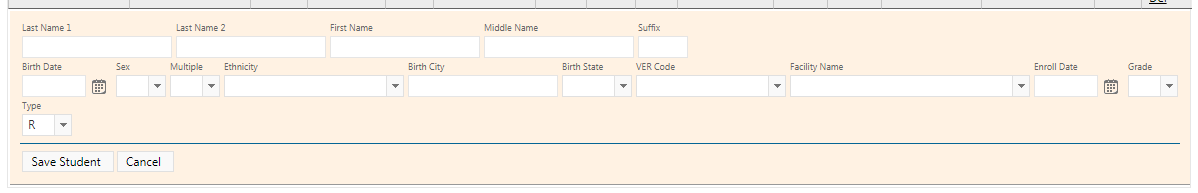 Last Name 1 Last Name 2 First Name Middle Name Suffix
Birth Date Sex Multiple Ethnicity Birth City Birth State VER Code Facility Name Enroll Date Grade
Type
R
Save Student Cancel